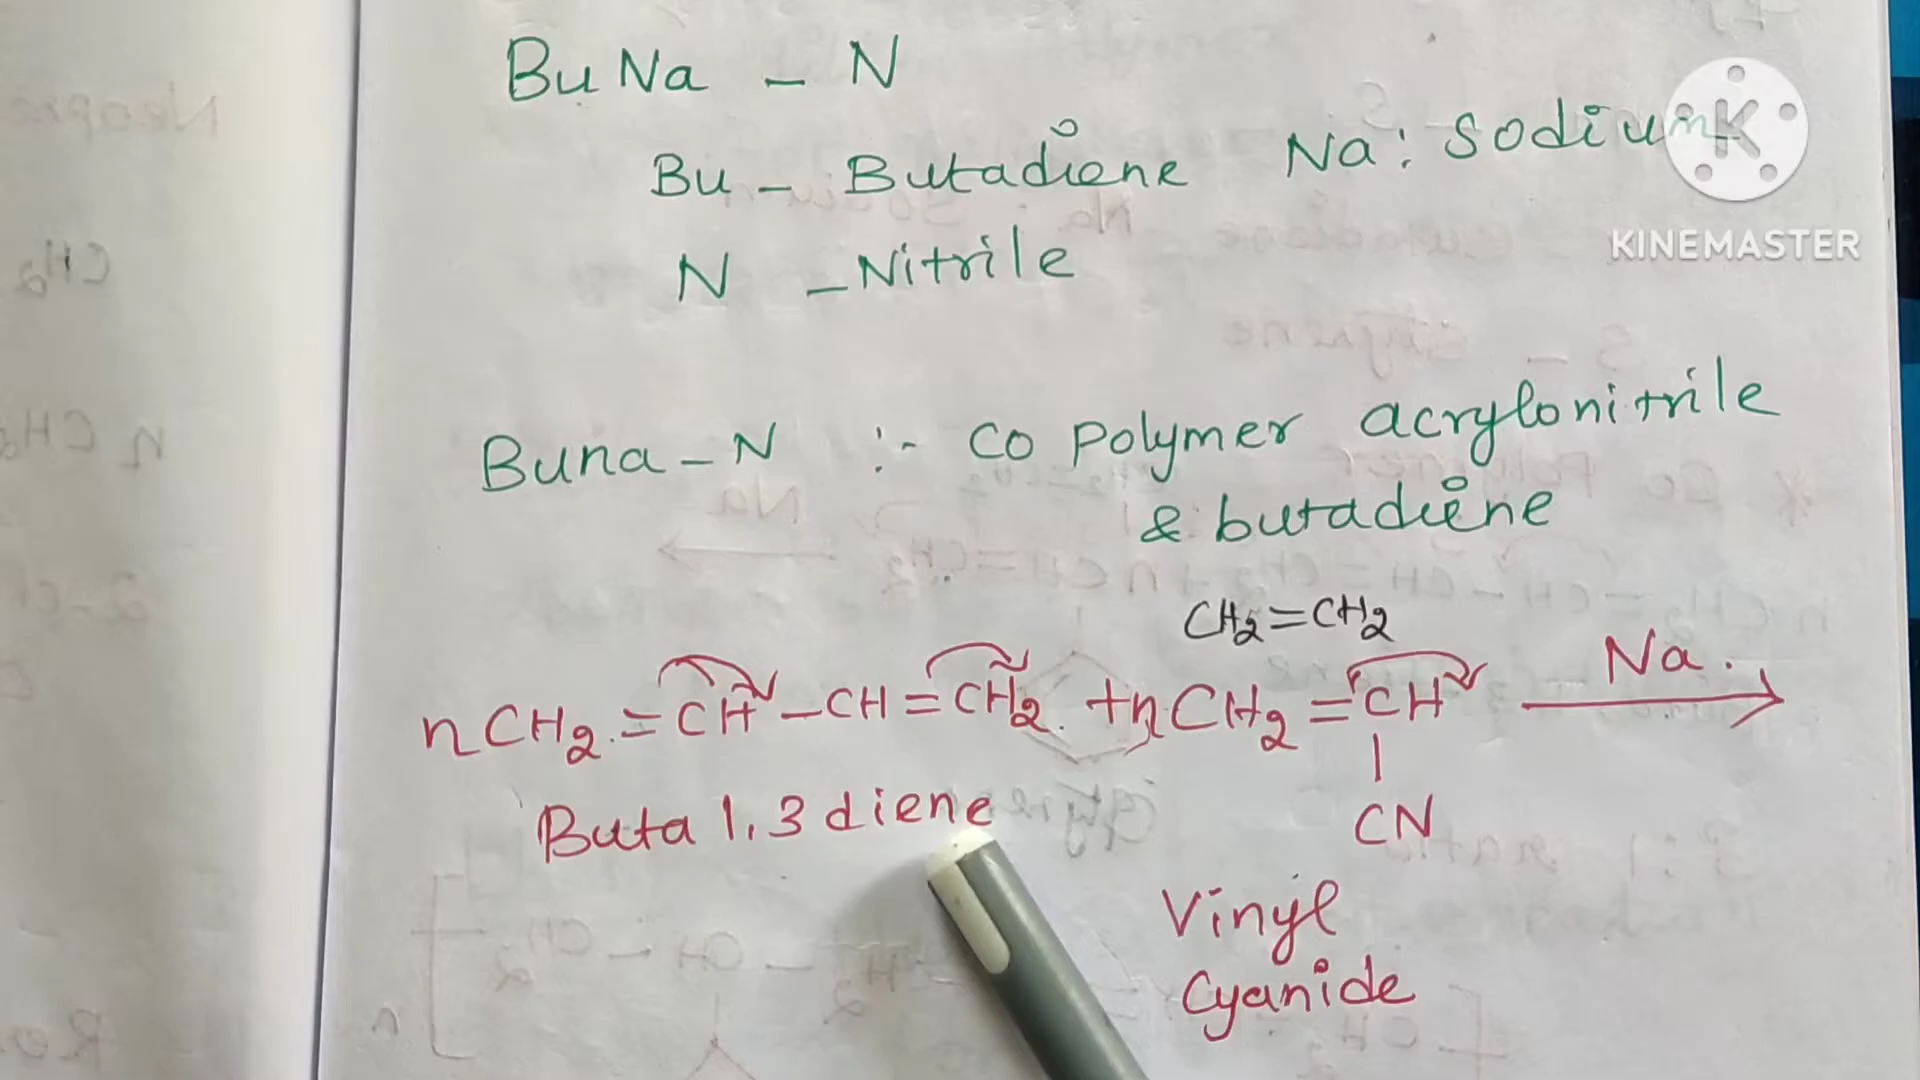 BuNa - N
Bu - Butadiene Na : Sodium
N - Nitrile
KINEMASTER
Buna - N :- Co Polymer acrylonitrile
& butadiene
CH2=CH2
nCH2=CH-CH=CH2 + nCH2=CH Na
CN
Buta 1,3 diene
Vinyl
Cyanide